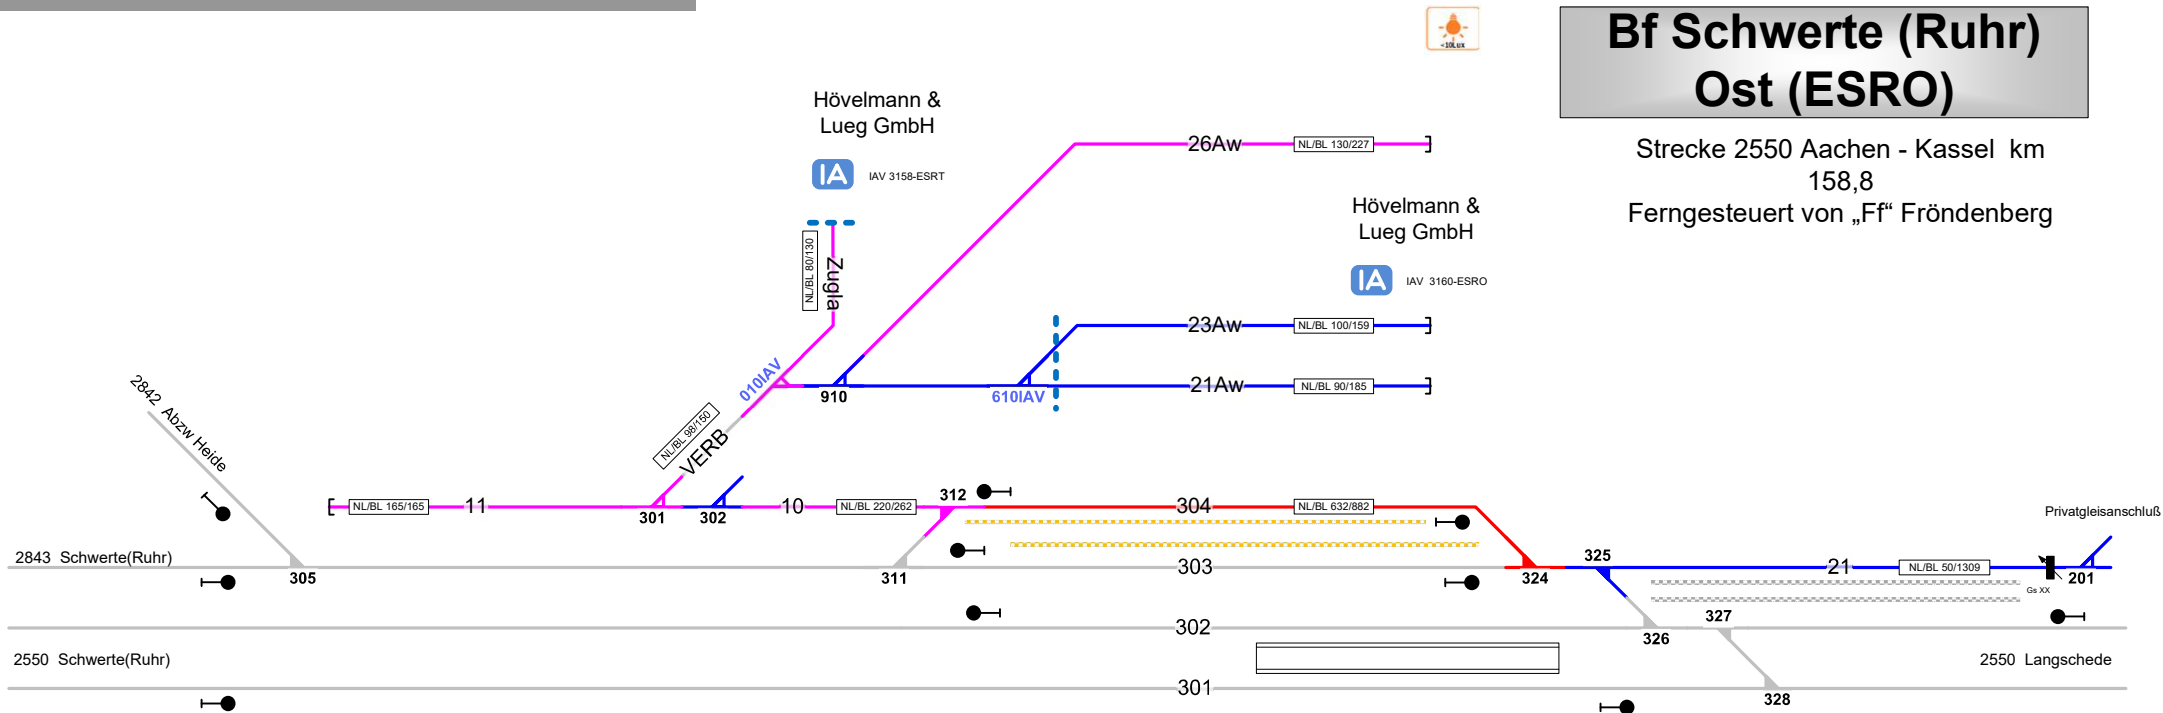 <10Lux
Bf Schwerte (Ruhr)
Ost (ESRO)
Strecke 2550 Aachen - Kassel  km
158,8
Ferngesteuert von „Ff“ Fröndenberg
Hövelmann &
Lueg GmbH
IA
IAV 3158-ESRT
26Aw
NL/BL 130/227
Hövelmann &
Lueg GmbH
IA
IAV  3160-ESRO
NL/BL 80/130
Zugla
23Aw
NL/BL 100/159
010IAV
910
610IAV
21Aw
NL/BL 90/185
2842  Abzw Heide
NL/BL 98/150
VERB
NL/BL 165/165
11
301
302
10
NL/BL 220/262
312
304
NL/BL 632/882
Privatgleisanschluß
2843  Schwerte(Ruhr)
305
311
303
324
325
21
NL/BL 50/1309
Gs XX
201
302
326
327
2550  Schwerte(Ruhr)
2550  Langschede
301
328